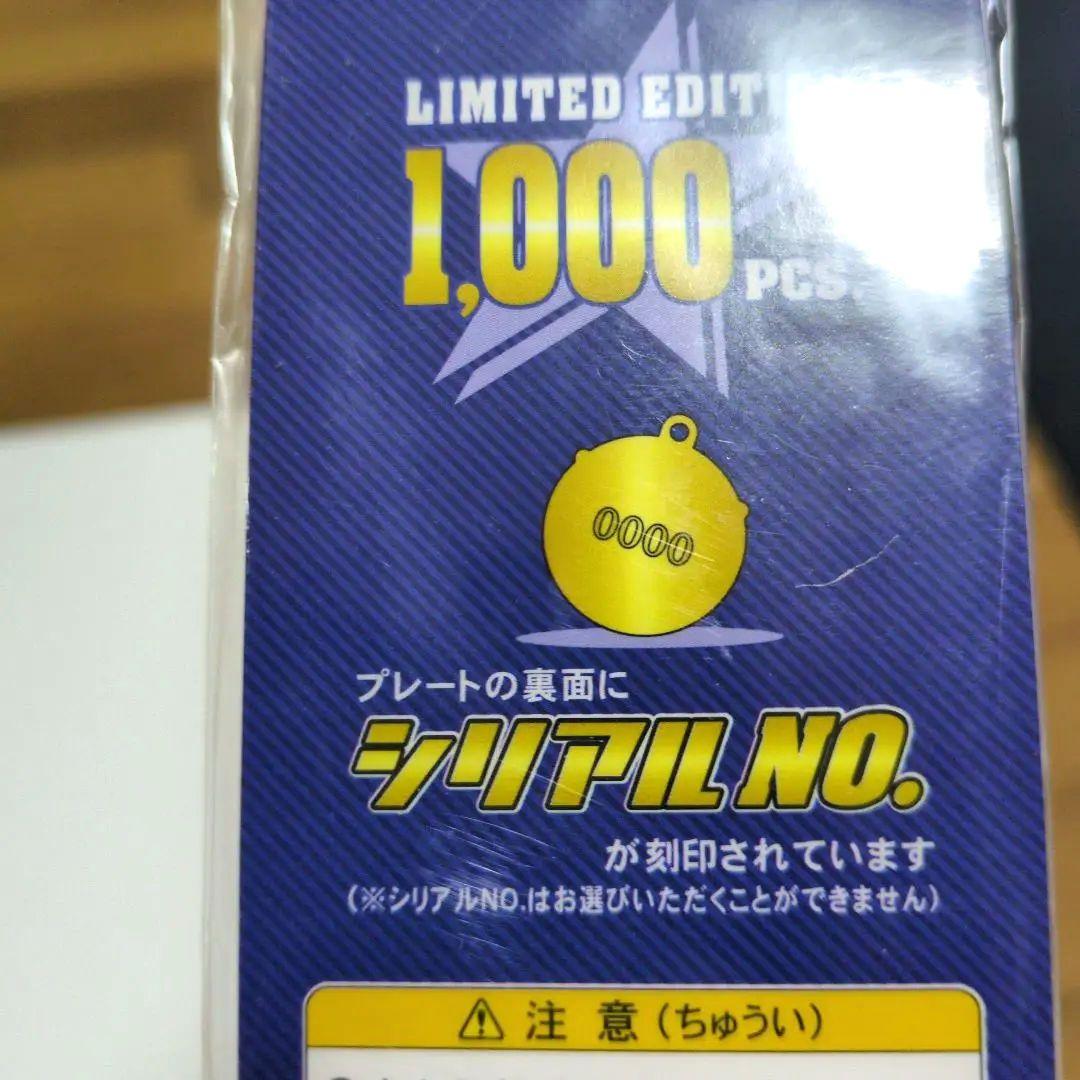 LIMITED EDITI
1,000
PCS.
0000
プレートの裏面に
シリアルNO.
が刻印されています
(※シリアルNO.はお選びいただくことができません)
⚠ 注 意 (ちゅうい)